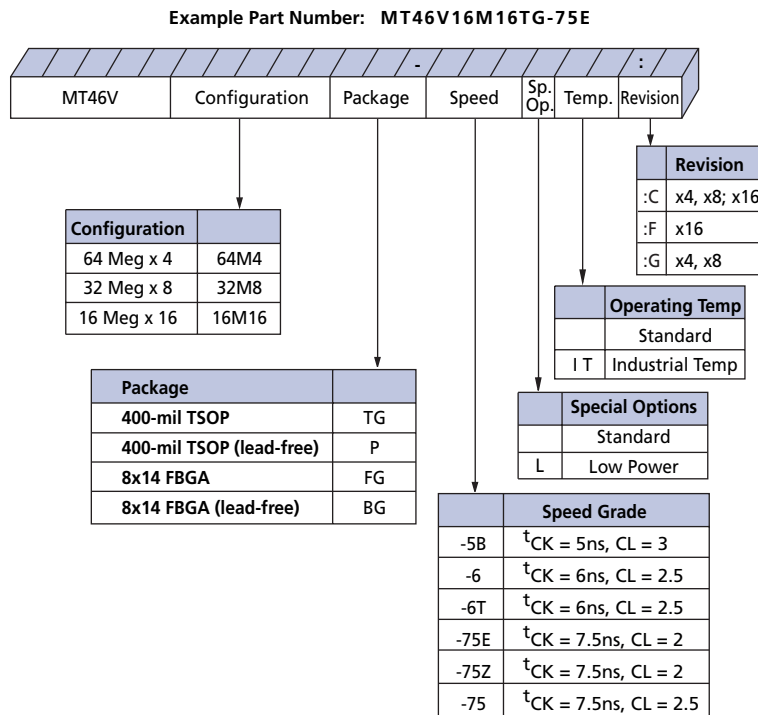 Example Part Number: MT46V16M16TG-75E
- :
MT46V Configuration Package Speed Sp. Op. Temp. Revision
Revision
:C x4, x8; x16
:F x16
:G x4, x8
Configuration
64 Meg x 4 64M4
32 Meg x 8 32M8
16 Meg x 16 16M16
Operating Temp
Standard
I T Industrial Temp
Package
400-mil TSOP TG
400-mil TSOP (lead-free) P
8x14 FBGA FG
8x14 FBGA (lead-free) BG
Special Options
Standard
L Low Power
Speed Grade
-5B tCK = 5ns, CL = 3
-6 tCK = 6ns, CL = 2.5
-6T tCK = 6ns, CL = 2.5
-75E tCK = 7.5ns, CL = 2
-75Z tCK = 7.5ns, CL = 2
-75 tCK = 7.5ns, CL = 2.5